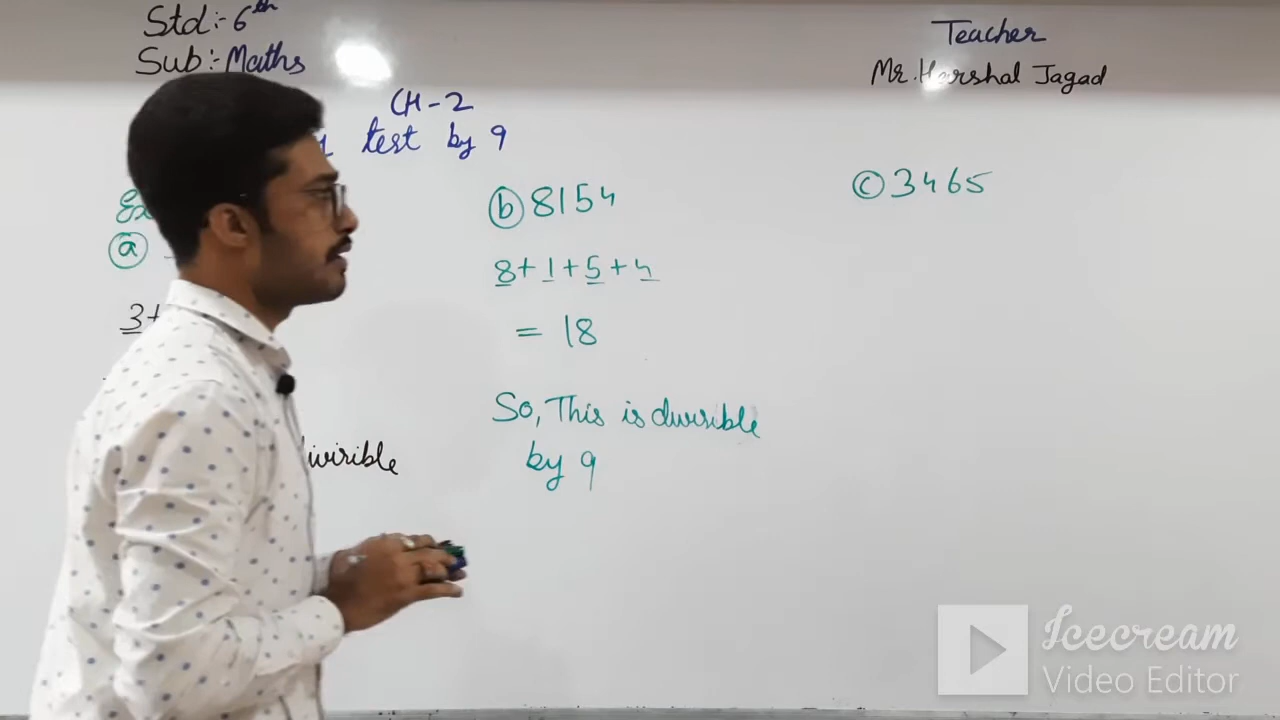 Std:- 6th
Sub:- Maths
Teacher
Mr. Harshal Jagad
CH-2
test by 9
ⓐ
3+
divisible
ⓑ 8154
8+1+5+4
= 18
So, This is divisible
by 9
ⓒ 3465
Icecream
Video Editor